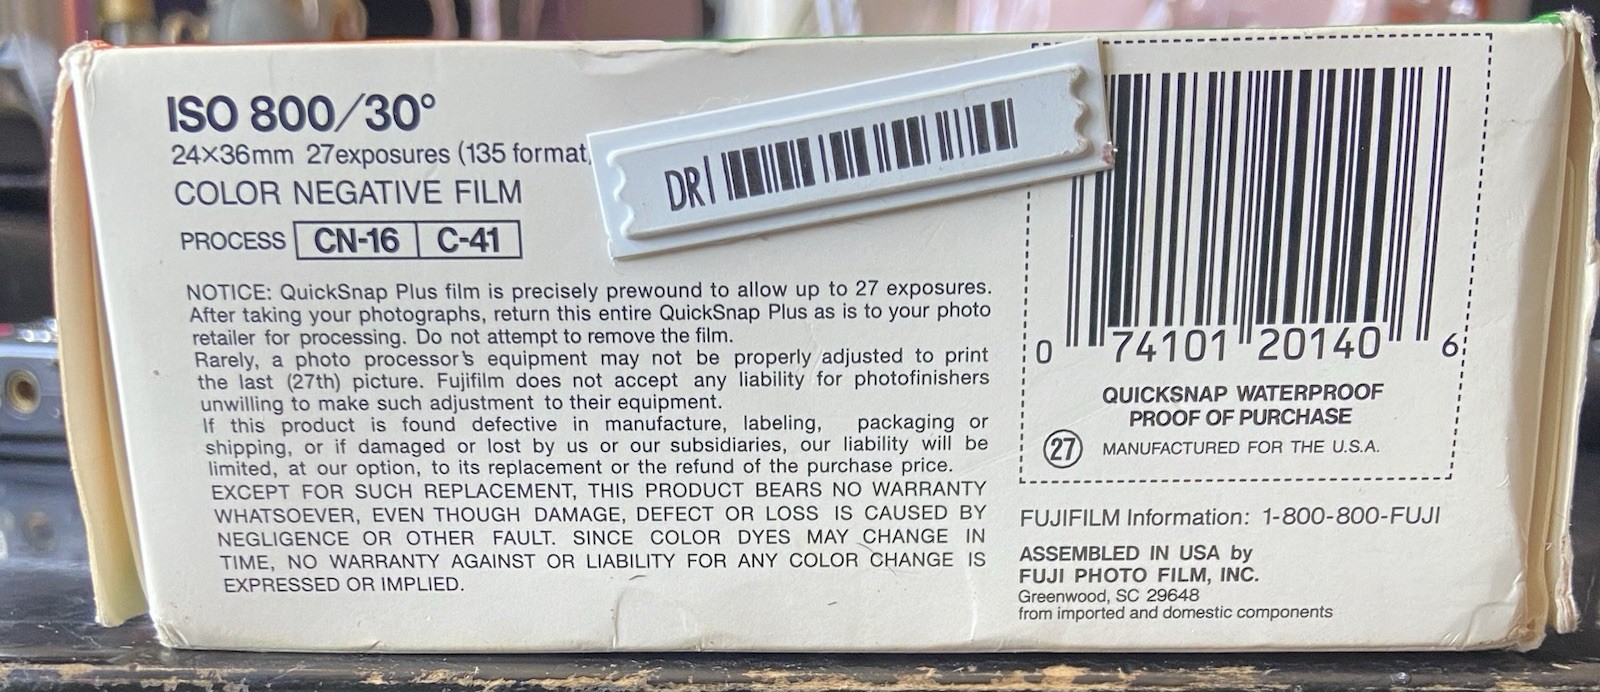 ISO 800/30°
24×36mm 27exposures (135 format
COLOR NEGATIVE FILM
PROCESS CN-16 C-41
DR
NOTICE: QuickSnap Plus film is precisely prewound to allow up to 27 exposures.
After taking your photographs, return this entire QuickSnap Plus as is to your photo
retailer for processing. Do not attempt to remove the film.
Rarely, a photo processor's equipment may not be properly adjusted to print
the last (27th) picture. Fujifilm does not accept any liability for photofinishers
unwilling to make such adjustment to their equipment.
If this product is found defective in manufacture, labeling, packaging or
shipping, or if damaged or lost by us or our subsidiaries, our liability will be
limited, at our option, to its replacement or the refund of the purchase price.
EXCEPT FOR SUCH REPLACEMENT, THIS PRODUCT BEARS NO WARRANTY
WHATSOEVER, EVEN THOUGH DAMAGE, DEFECT OR LOSS IS CAUSED BY
NEGLIGENCE OR OTHER FAULT. SINCE COLOR DYES MAY CHANGE IN
TIME, NO WARRANTY AGAINST OR LIABILITY FOR ANY COLOR CHANGE IS
EXPRESSED OR IMPLIED.
0 74101 20140 6
QUICKSNAP WATERPROOF
PROOF OF PURCHASE
27 MANUFACTURED FOR THE U.S.A.
FUJIFILM Information: 1-800-800-FUJI
ASSEMBLED IN USA by
FUJI PHOTO FILM, INC.
Greenwood, SC 29648
from imported and domestic components